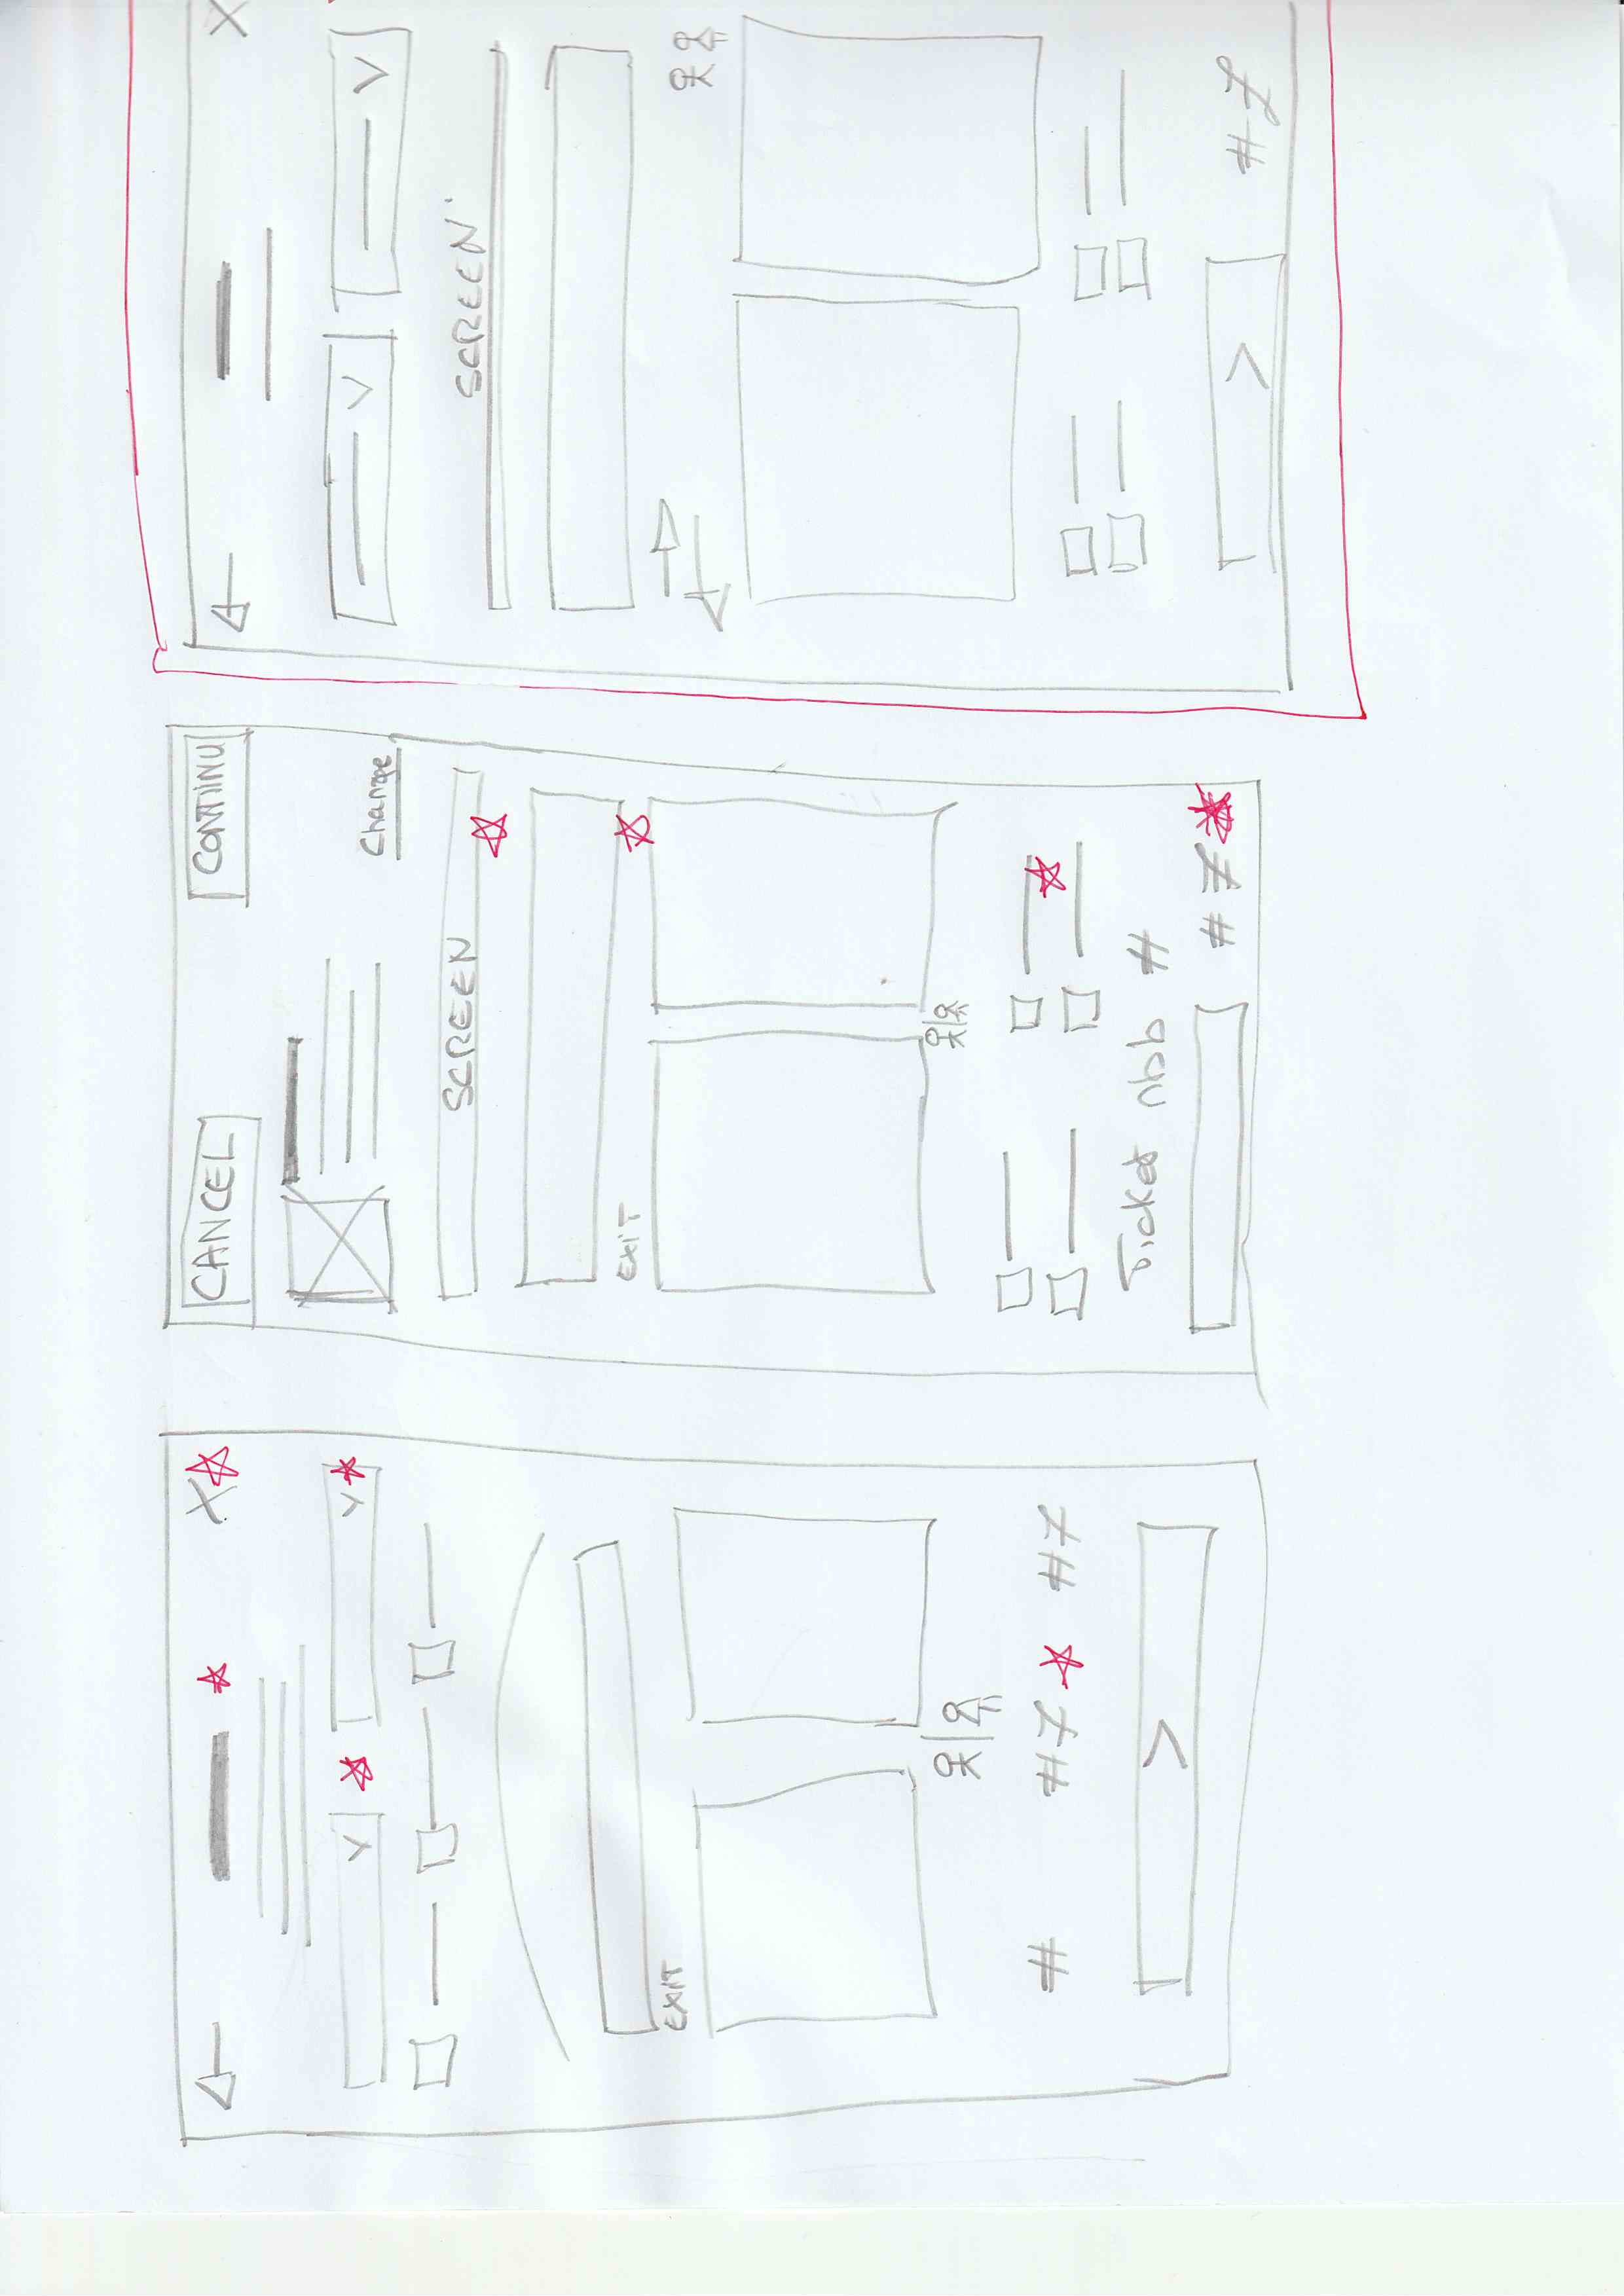 X
EXIT
#
#
#
CANCEL
CONTINU
Change
SCREEN
EXIT
Ticket nbb #
#
X
SCREEN
#